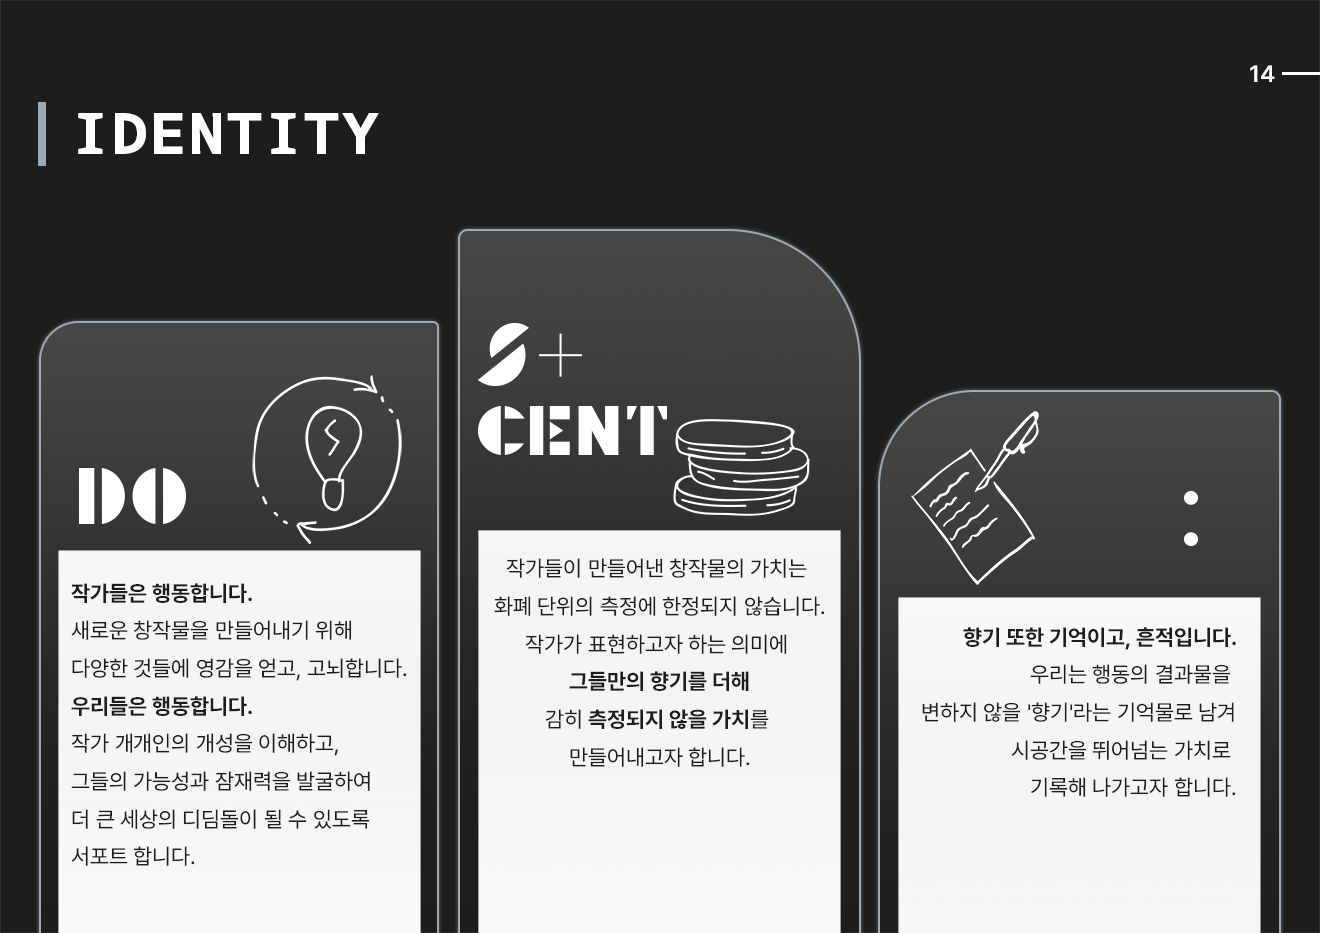 14
IDENTITY
DO
작가들은 행동합니다.
새로운 창작물을 만들어내기 위해
다양한 것들에 영감을 얻고, 고뇌합니다.
우리들은 행동합니다.
작가 개개인의 개성을 이해하고,
그들의 가능성과 잠재력을 발굴하여
더 큰 세상의 디딤돌이 될 수 있도록
서포트 합니다.
S+
CENT
작가들이 만들어낸 창작물의 가치는
화폐 단위의 측정에 한정되지 않습니다.
작가가 표현하고자 하는 의미에
그들만의 향기를 더해
감히 측정되지 않을 가치를
만들어내고자 합니다.
:
향기 또한 기억이고, 흔적입니다.
우리는 행동의 결과물을
변하지 않을 '향기'라는 기억물로 남겨
시공간을 뛰어넘는 가치로
기록해 나가고자 합니다.